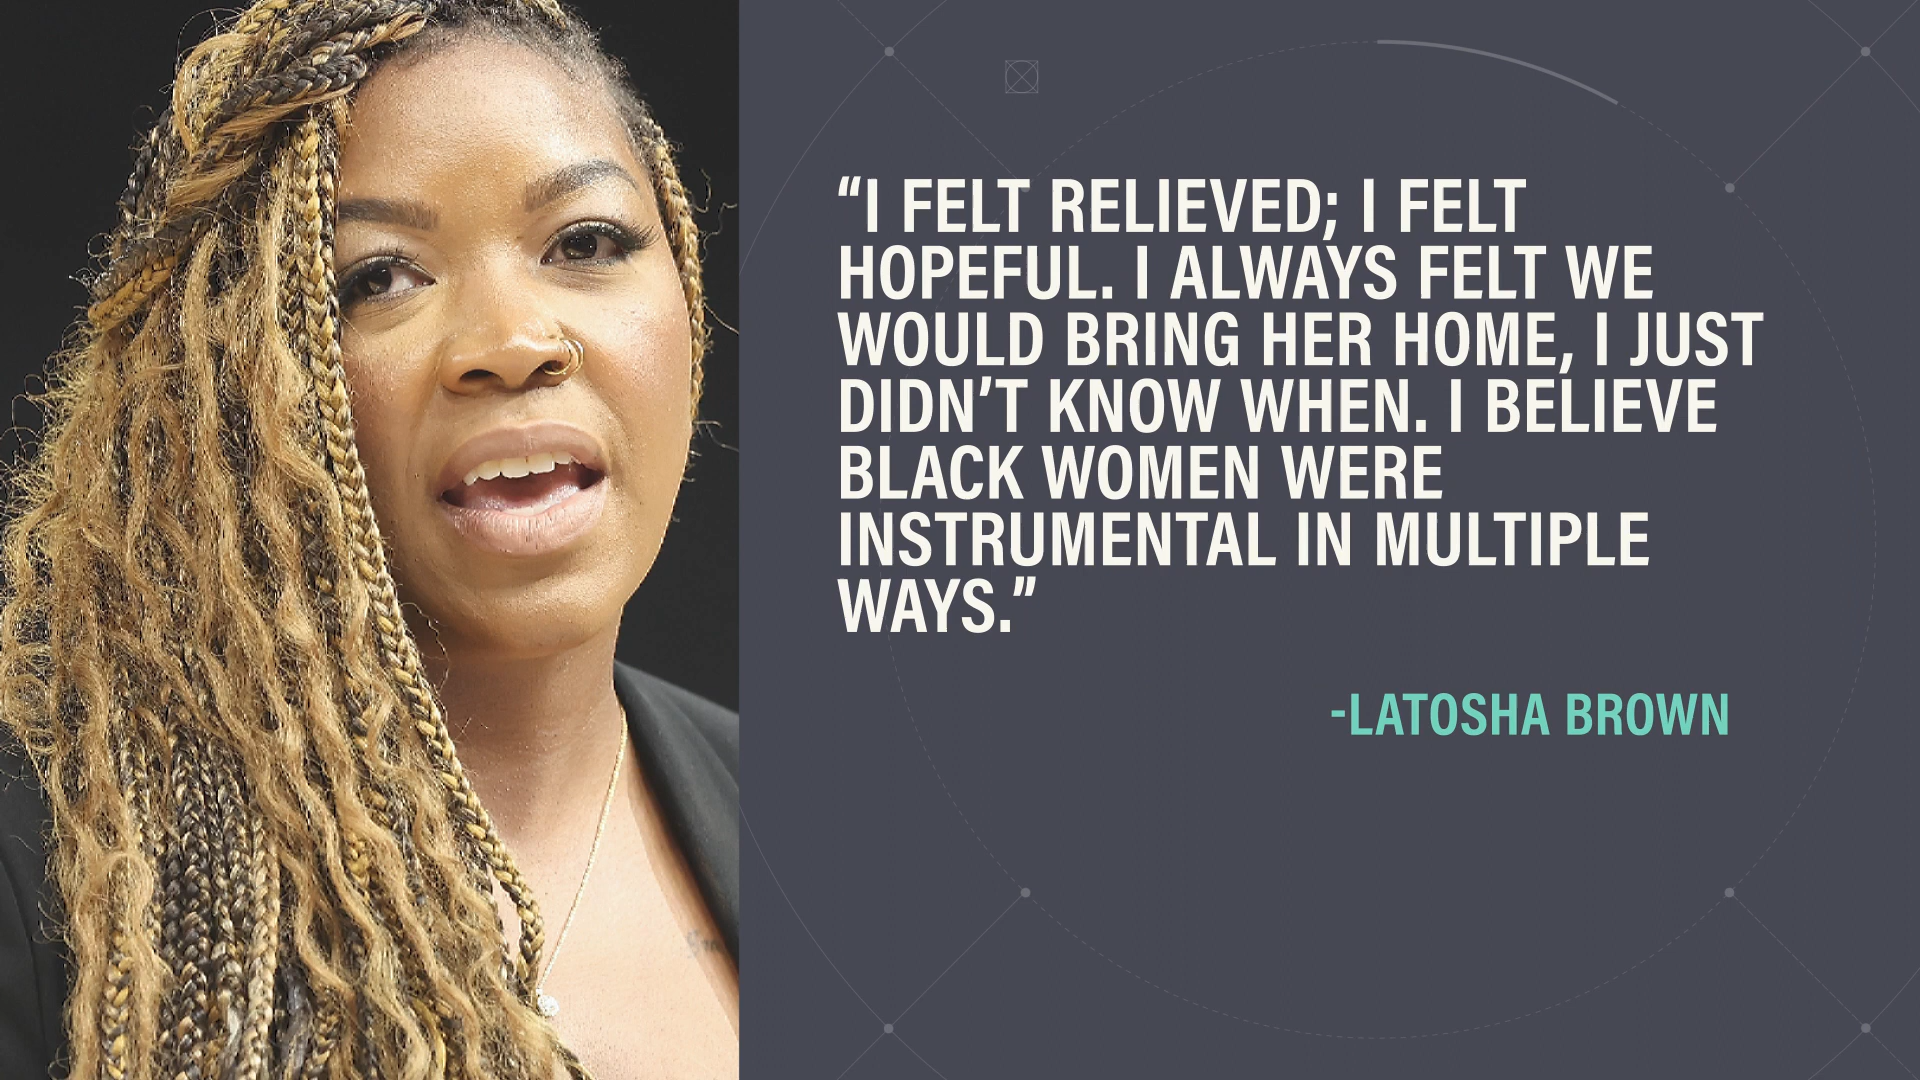 “I FELT RELIEVED; I FELT
HOPEFUL. I ALWAYS FELT WE
WOULD BRING HER HOME, I JUST
DIDN’T KNOW WHEN. I BELIEVE
BLACK WOMEN WERE
INSTRUMENTAL IN MULTIPLE
WAYS.”
-LATOSHA BROWN